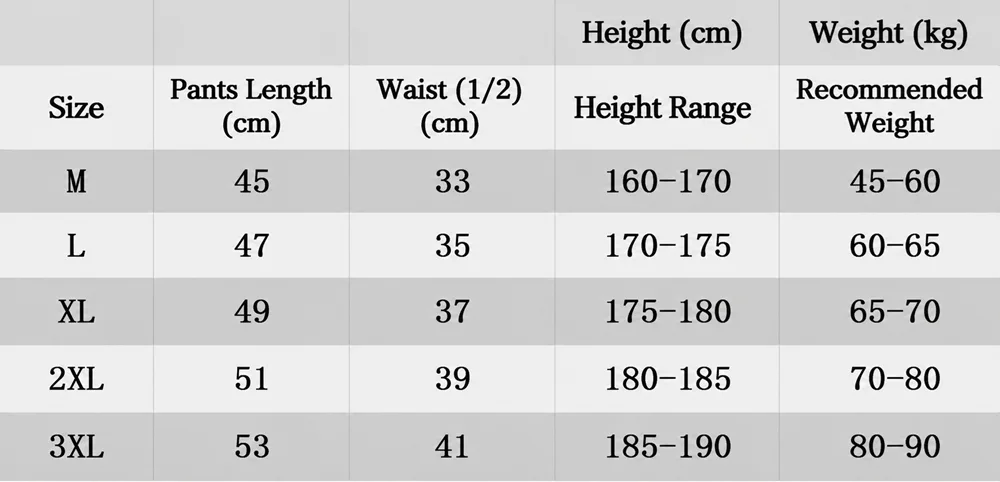 Height (cm) Weight (kg)
Size Pants Length (cm) Waist (1/2) (cm) Height Range Recommended Weight
M 45 33 160-170 45-60
L 47 35 170-175 60-65
XL 49 37 175-180 65-70
2XL 51 39 180-185 70-80
3XL 53 41 185-190 80-90